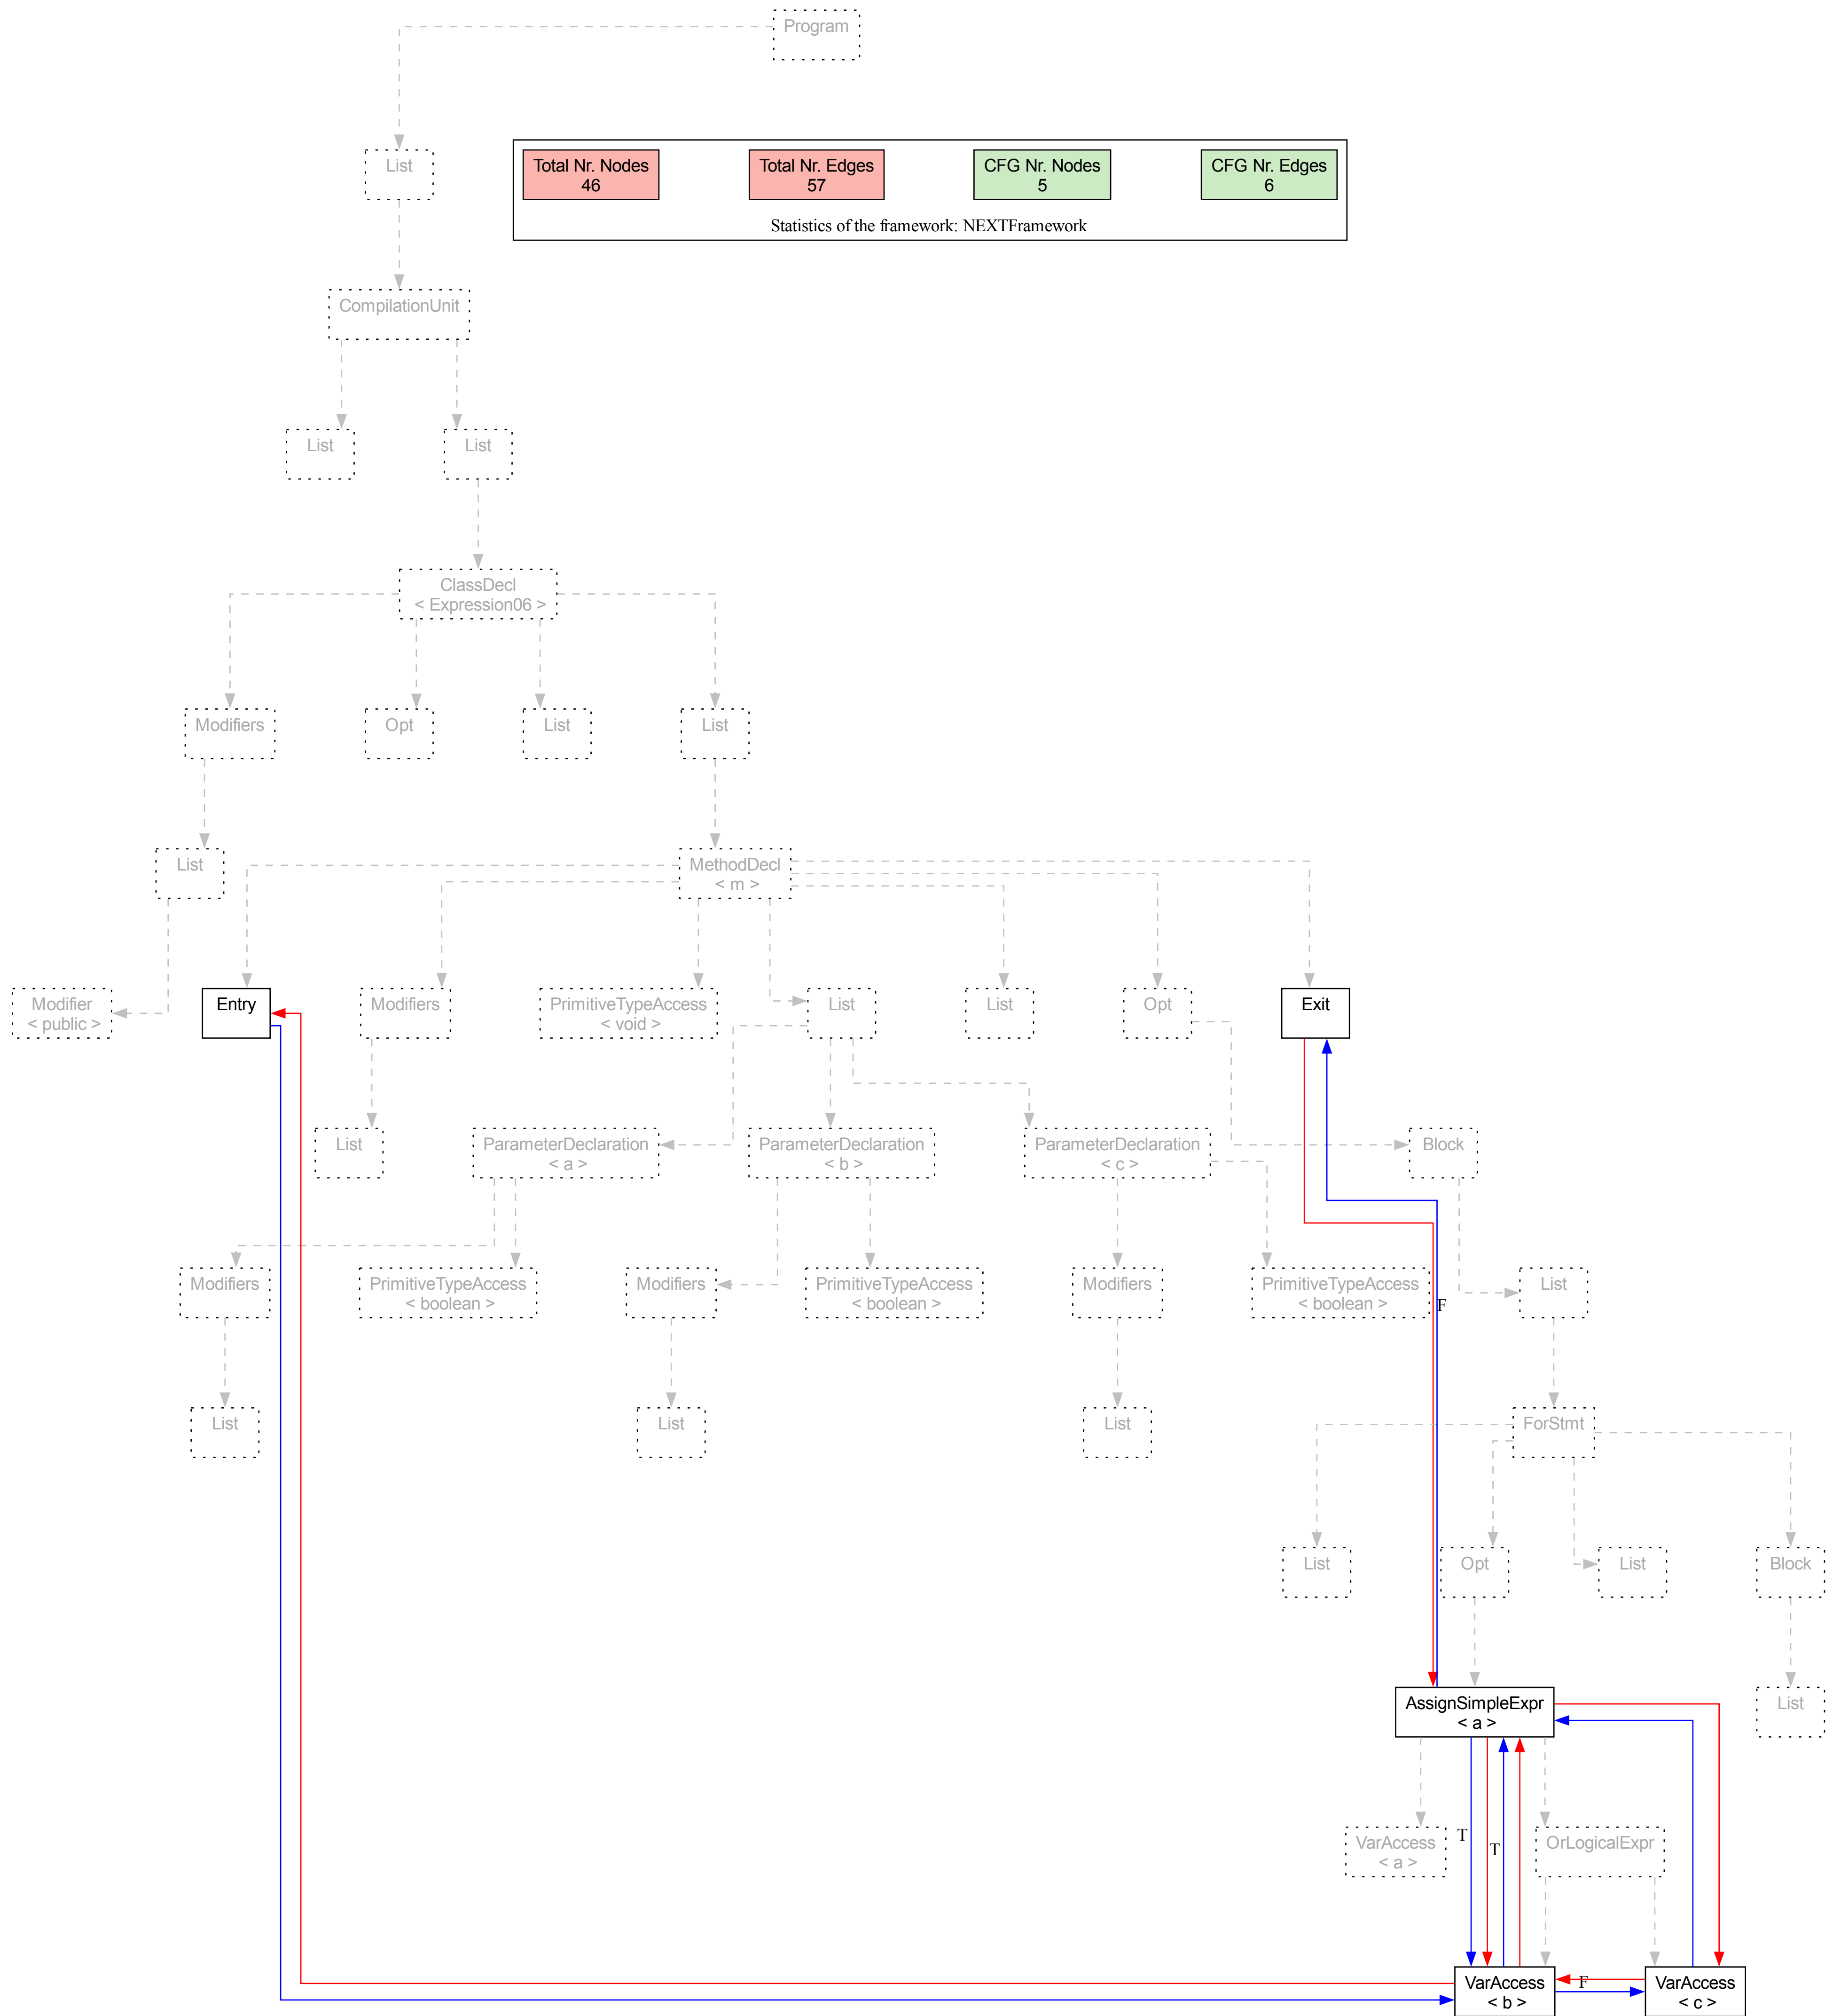 Program
List
Total Nr. Nodes
46
Total Nr. Edges
57
CFG Nr. Nodes
5
CFG Nr. Edges
6
Statistics of the framework: NEXTFramework
CompilationUnit
List
List
ClassDecl
< Expression06 >
Modifiers
Opt
List
List
List
MethodDecl
< m >
Modifier
< public >
Entry
Modifiers
PrimitiveTypeAccess
< void >
List
List
Opt
Exit
List
ParameterDeclaration
< a >
ParameterDeclaration
< b >
ParameterDeclaration
< c >
Block
Modifiers
PrimitiveTypeAccess
< boolean >
Modifiers
PrimitiveTypeAccess
< boolean >
Modifiers
PrimitiveTypeAccess
< boolean >
F
List
List
List
List
ForStmt
List
Opt
List
Block
AssignSimpleExpr
< a >
List
T
T
VarAccess
< a >
OrLogicalExpr
VarAccess
< b >
F
VarAccess
< c >